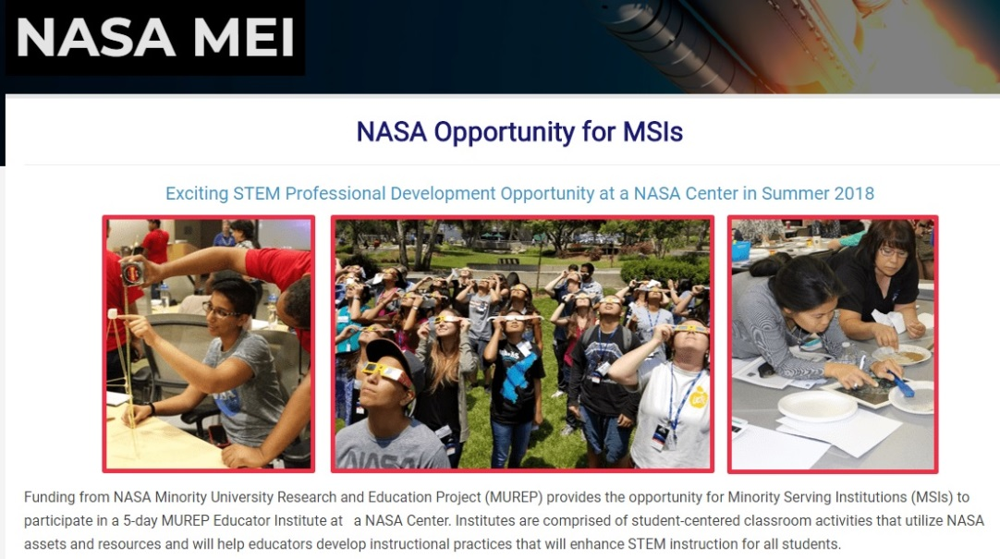 NASA MEI
NASA Opportunity for MSIs
Exciting STEM Professional Development Opportunity at a NASA Center in Summer 2018
NASA
Funding from NASA Minority University Research and Education Project (MUREP) provides the opportunity for Minority Serving Institutions (MSIs) to
participate in a 5-day MUREP Educator Institute at a NASA Center. Institutes are comprised of student-centered classroom activities that utilize NASA
assets and resources and will help educators develop instructional practices that will enhance STEM instruction for all students.